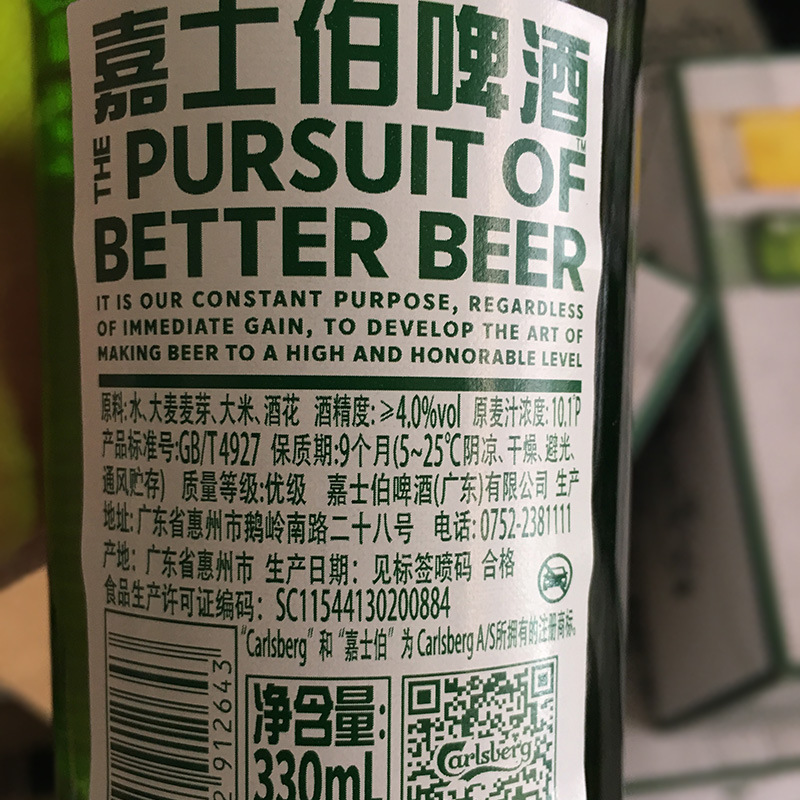 嘉士伯啤酒
THE PURSUIT OF™
BETTER BEER
IT IS OUR CONSTANT PURPOSE, REGARDLESS
OF IMMEDIATE GAIN, TO DEVELOP THE ART OF
MAKING BEER TO A HIGH AND HONORABLE LEVEL
原料:水、大麦麦芽、大米、酒花 酒精度:≥4.0%vol 原麦汁浓度:10.1°P
产品标准号:GB/T4927 保质期:9个月(5~25℃阴凉、干燥、避光、
通风贮存) 质量等级:优级 嘉士伯啤酒(广东)有限公司 生产
地址:广东省惠州市鹅岭南路二十八号 电话:0752-2381111
产地:广东省惠州市 生产日期:见标签喷码 合格
食品生产许可证编码:SC11544130200884
“Carlsberg”和“嘉士伯”为Carlsberg A/S所拥有的注册商标。
净含量:
330mL
Carlsberg
912643